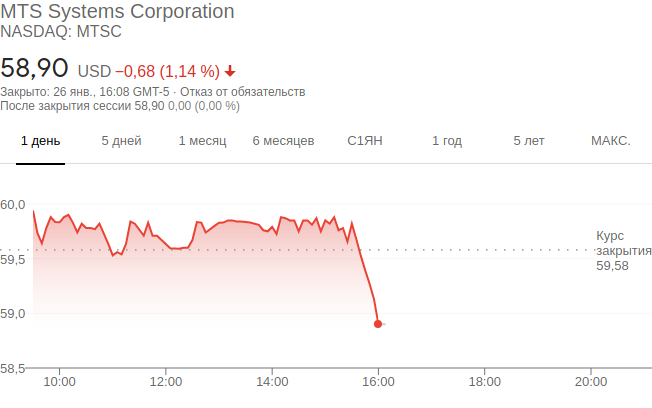 MTS Systems Corporation
NASDAQ: MTSC
58,90 USD −0,68 (1,14 %)
Закрыто: 26 янв., 16:08 GMT-5 · Отказ от обязательств
После закрытия сессии 58,90 0,00 (0,00 %)
1 день 5 дней 1 месяц 6 месяцев С1ЯН 1 год 5 лет МАКС.
60,0
Курс
закрытия
59,58
59,5
59,0
58,5
10:00 12:00 14:00 16:00 18:00 20:00